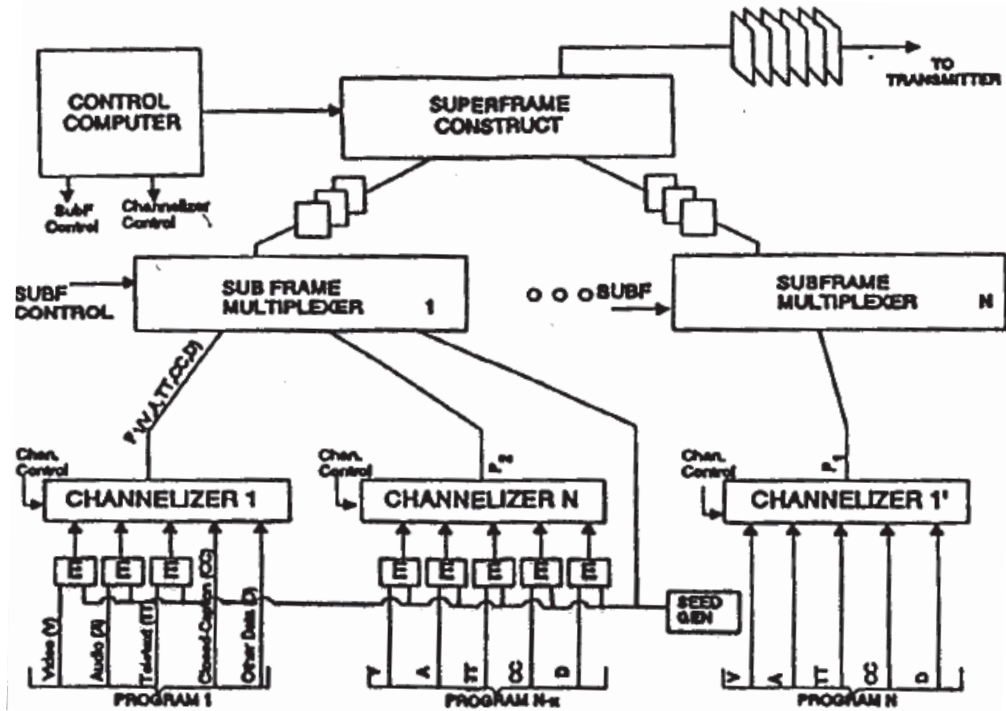 TO
TRANSMITTER
CONTROL
COMPUTER
SUPERFRAME
CONSTRUCT
SubF
Control
Channelizer
Control
SUBF
CONTROL
SUB FRAME
MULTIPLEXER 1
SUBF
SUBFRAME
MULTIPLEXER N
Chan.
Control
CHANNELIZER 1
Chan.
Control
CHANNELIZER N
Chan.
Control
P1
CHANNELIZER 1'
E E E
E E E E E
SEED
GEN
Video (V)
Audio (A)
Teletext (TT)
Closed-Caption (CC)
Other Data (D)
V A TT CC D
V A TT CC D
PROGRAM 1
PROGRAM N-x
PROGRAM N